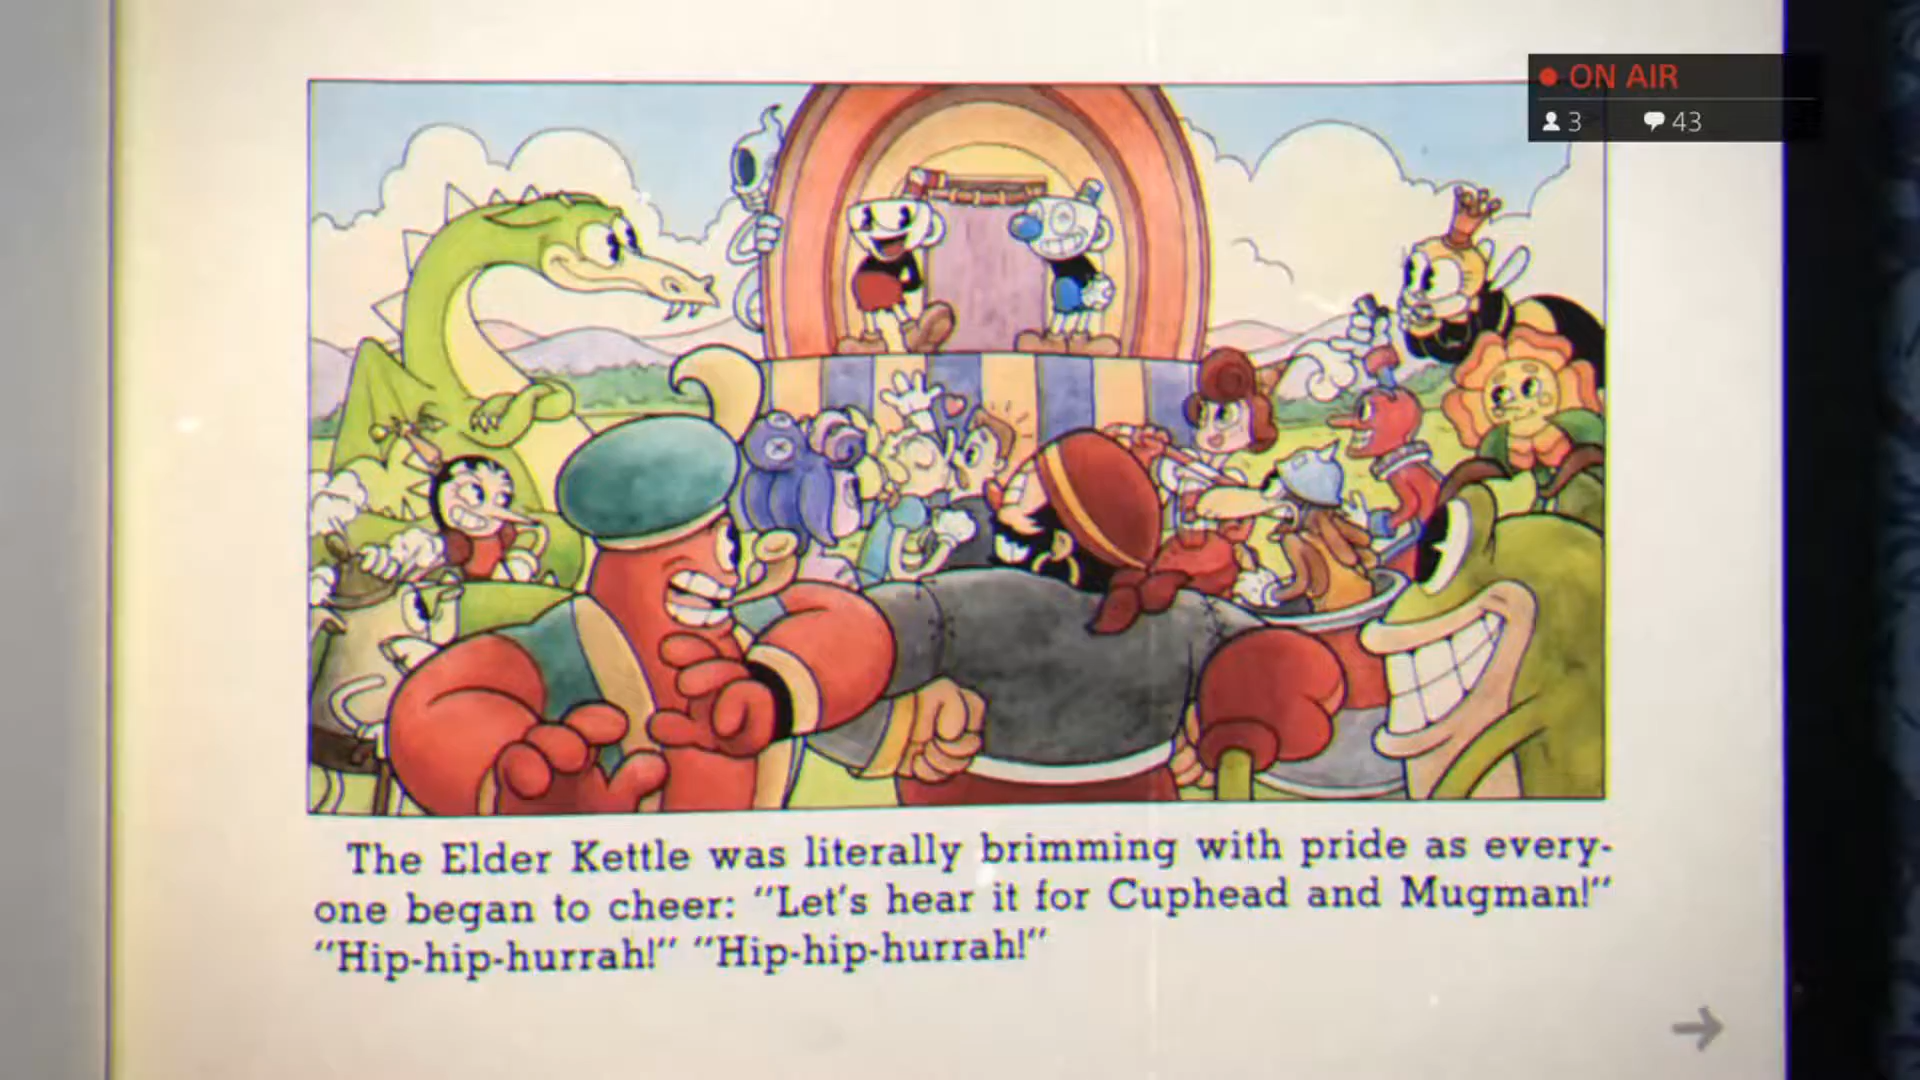 ON AIR
3 43
The Elder Kettle was literally brimming with pride as every-
one began to cheer: “Let's hear it for Cuphead and Mugman!”
“Hip-hip-hurrah!” “Hip-hip-hurrah!”